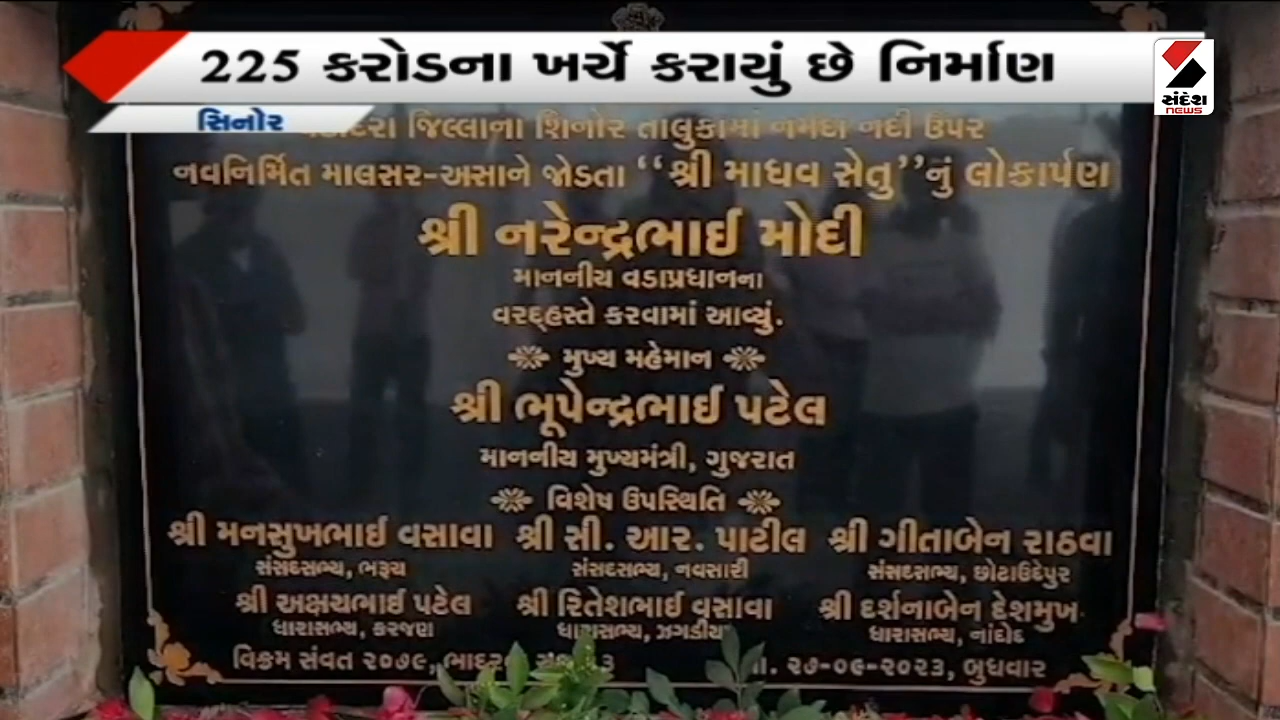 225 કરોડના ખર્ચે કરાયું છે નિર્માણ
સંદેશ
NEWS
સિનોર
જિલ્લાના શિનોર તાલુકામાં નર્મદા નદી ઉપર
નવનિર્મિત માલસર-અસાને જોડતા “શ્રી માધવ સેતુ”નું લોકાર્પણ
શ્રી નરેન્દ્રભાઈ મોદી
માનનીય વડાપ્રધાનના
વરદ્હસ્તે કરવામાં આવ્યું.
મુખ્ય મહેમાન
શ્રી ભૂપેન્દ્રભાઈ પટેલ
માનનીય મુખ્યમંત્રી, ગુજરાત
વિશેષ ઉપસ્થિતિ
શ્રી મનસુખભાઈ વસાવા શ્રી સી. આર. પાટીલ શ્રી ગીતાબેન રાઠવા
સંસદસભ્ય, ભરૂચ સંસદસભ્ય, નવસારી સંસદસભ્ય, છોટાઉદેપુર
શ્રી અક્ષયભાઈ પટેલ શ્રી રિતેશભાઈ વસાવા શ્રી દર્શનાબેન દેશમુખ
ધારાસભ્ય, કરજણ ધારાસભ્ય, ઝગડીયા ધારાસભ્ય, નાંદોદ
વિક્રમ સંવત ૨૦૭૯, ૨૭-૦૯-૨૦૨૩, બુધવાર